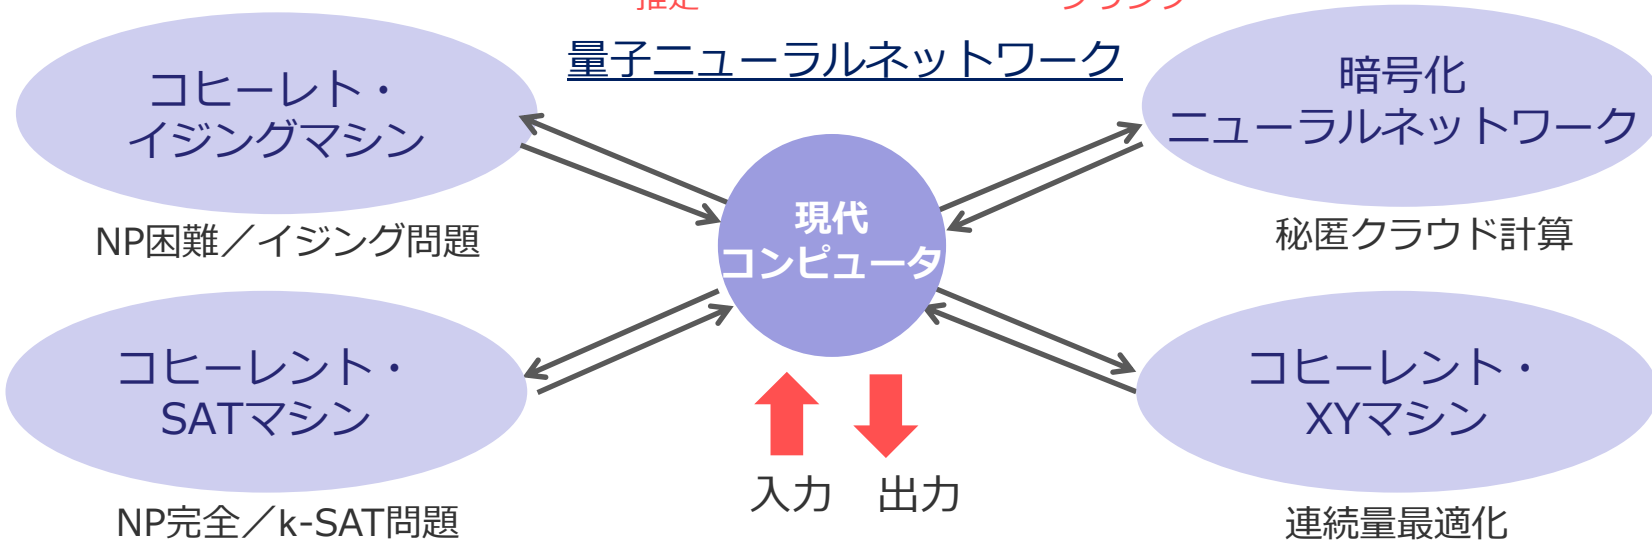 推定
プランク
量子ニューラルネットワーク
コヒーレト・
イジングマシン
NP困難／イジング問題
暗号化
ニューラルネットワーク
秘匿クラウド計算
現代
コンピュータ
コヒーレント・
SATマシン
NP完全／k-SAT問題
入力 出力
コヒーレント・
XYマシン
連続量最適化